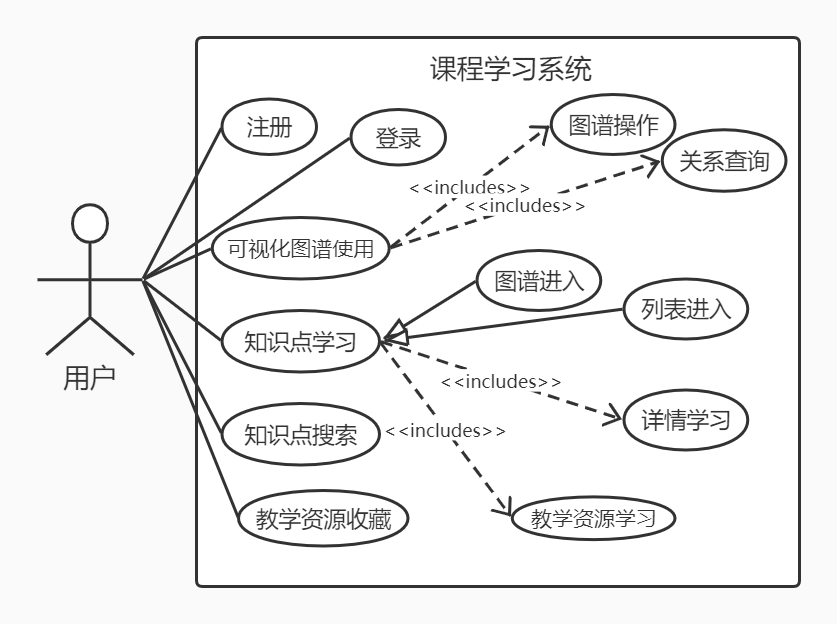 课程学习系统
注册
登录
图谱操作
关系查询
<<includes>>
<<includes>>
可视化图谱使用
图谱进入
列表进入
知识点学习
用户
<<includes>>
详情学习
知识点搜索
<<includes>>
教学资源收藏
教学资源学习